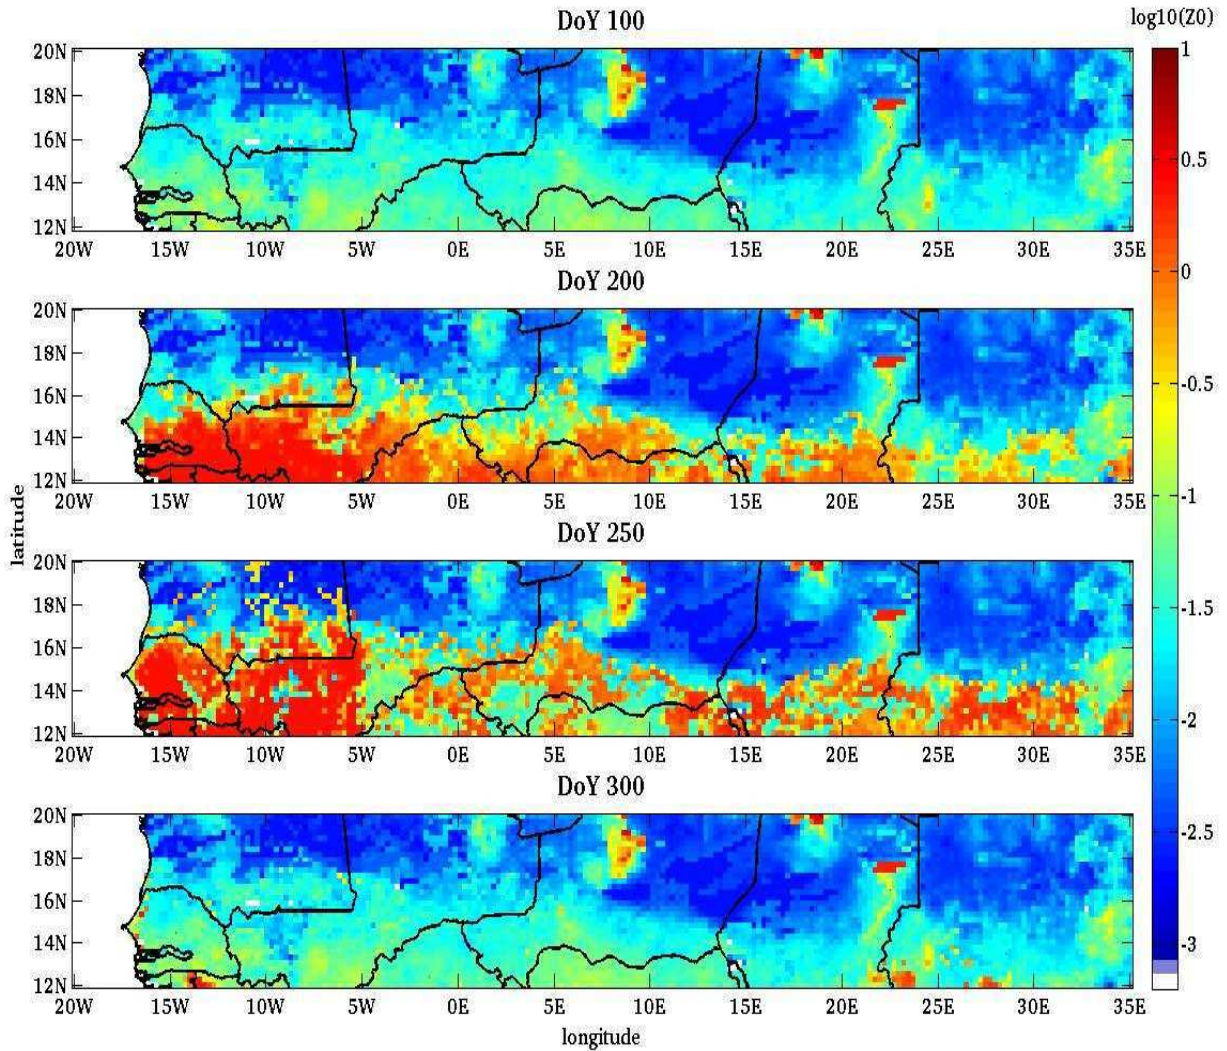 DoY 100
log10(Z0)
20N
18N
16N
14N
12N
20W 15W 10W 5W 0E 5E 10E 15E 20E 25E 30E 35E
DoY 200
20N
18N
16N
14N
12N
20W 15W 10W 5W 0E 5E 10E 15E 20E 25E 30E 35E
latitude
DoY 250
20N
18N
16N
14N
12N
20W 15W 10W 5W 0E 5E 10E 15E 20E 25E 30E 35E
DoY 300
20N
18N
16N
14N
12N
20W 15W 10W 5W 0E 5E 10E 15E 20E 25E 30E 35E
longitude
1
0.5
0
-0.5
-1
-1.5
-2
-2.5
-3